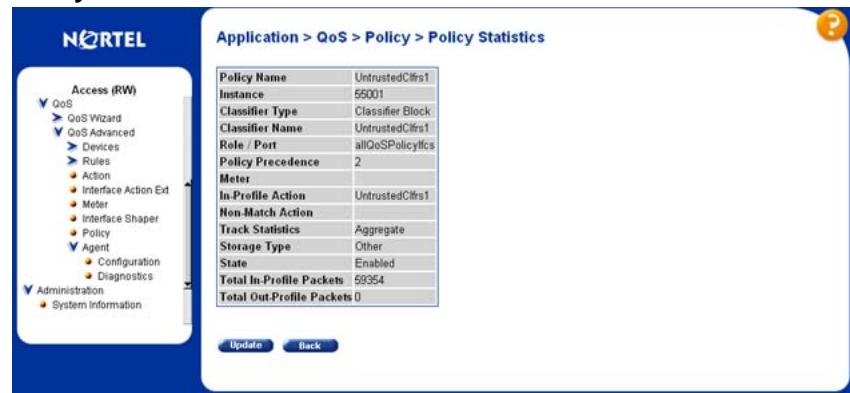 NORTEL
Application > QoS > Policy > Policy Statistics
?
Access (RW)
QoS
QoS Wizard
QoS Advanced
Devices
Rules
Action
Interface Action Ext
Meter
Interface Shaper
Policy
Agent
Configuration
Diagnostics
Administration
System Information
Policy Name UntrustedClfrs1
Instance 55001
Classifier Type Classifier Block
Classifier Name UntrustedClfrs1
Role / Port allQoSPolicyIfcs
Policy Precedence 2
Meter
In-Profile Action UntrustedClfrs1
Non-Match Action
Track Statistics Aggregate
Storage Type Other
State Enabled
Total In-Profile Packets 59354
Total Out-Profile Packets 0
Update Back